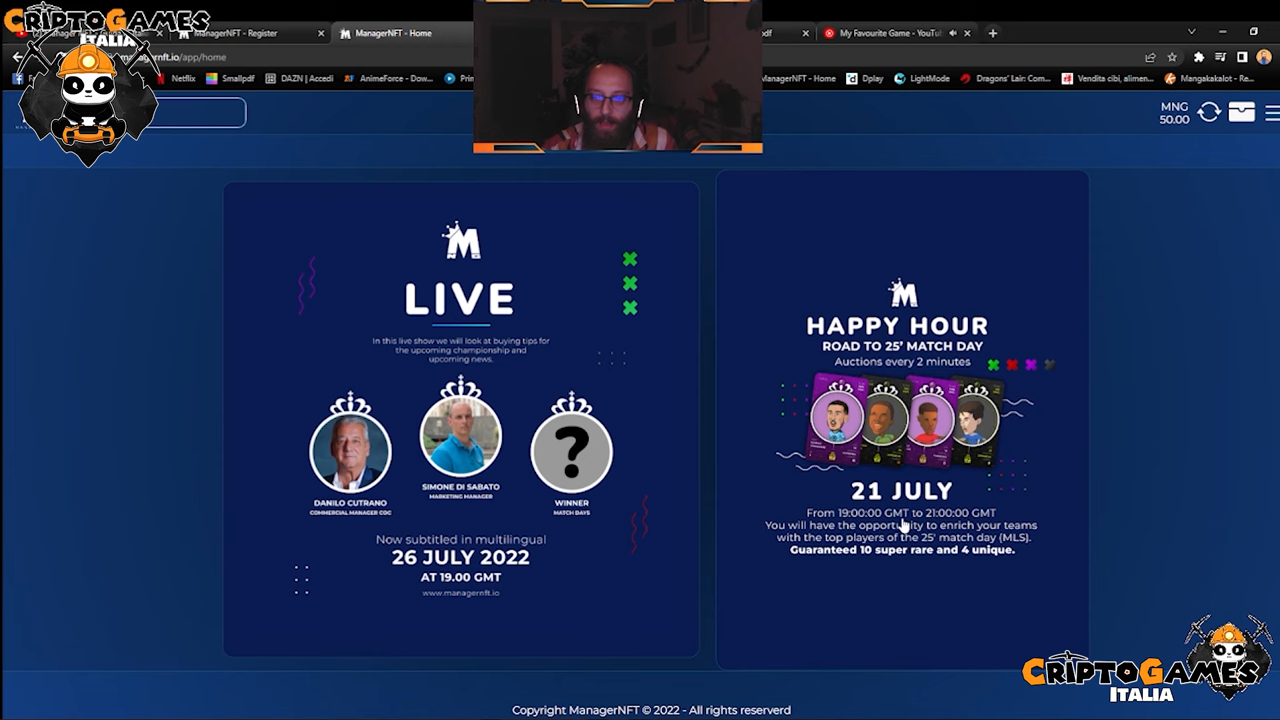 CRIPTOGAMES
ITALIA
ManagerNFT - Register
ManagerNFT - Home
My Favourite Game - YouTu
managernft.io/app/home
Netflix
Smallpdf
DAZN | Accedi
AnimeForce – Dow...
ManagerNFT - Home
Dplay
LightMode
Dragons' Lair: Com...
Vendita cibi, alimen...
Mangakakalot - Re...
MNG
50.00
LIVE
In this live show we will look at buying tips for
the upcoming championship and
upcoming news.
DANILO CUTRANO
COMMERCIAL MANAGER COC
SIMONE DI SABATO
MARKETING MANAGER
?
WINNER
MATCH DAYS
Now subtitled in multilingual
26 JULY 2022
AT 19.00 GMT
www.managernft.io
HAPPY HOUR
ROAD TO 25' MATCH DAY
Auctions every 2 minutes
21 JULY
From 19:00:00 GMT to 21:00:00 GMT
You will have the opportunity to enrich your teams
with the top players of the 25' match day (MLS).
Guaranteed 10 super rare and 4 unique.
CRIPTOGAMES
ITALIA
Copyright ManagerNFT © 2022 - All rights reserverd